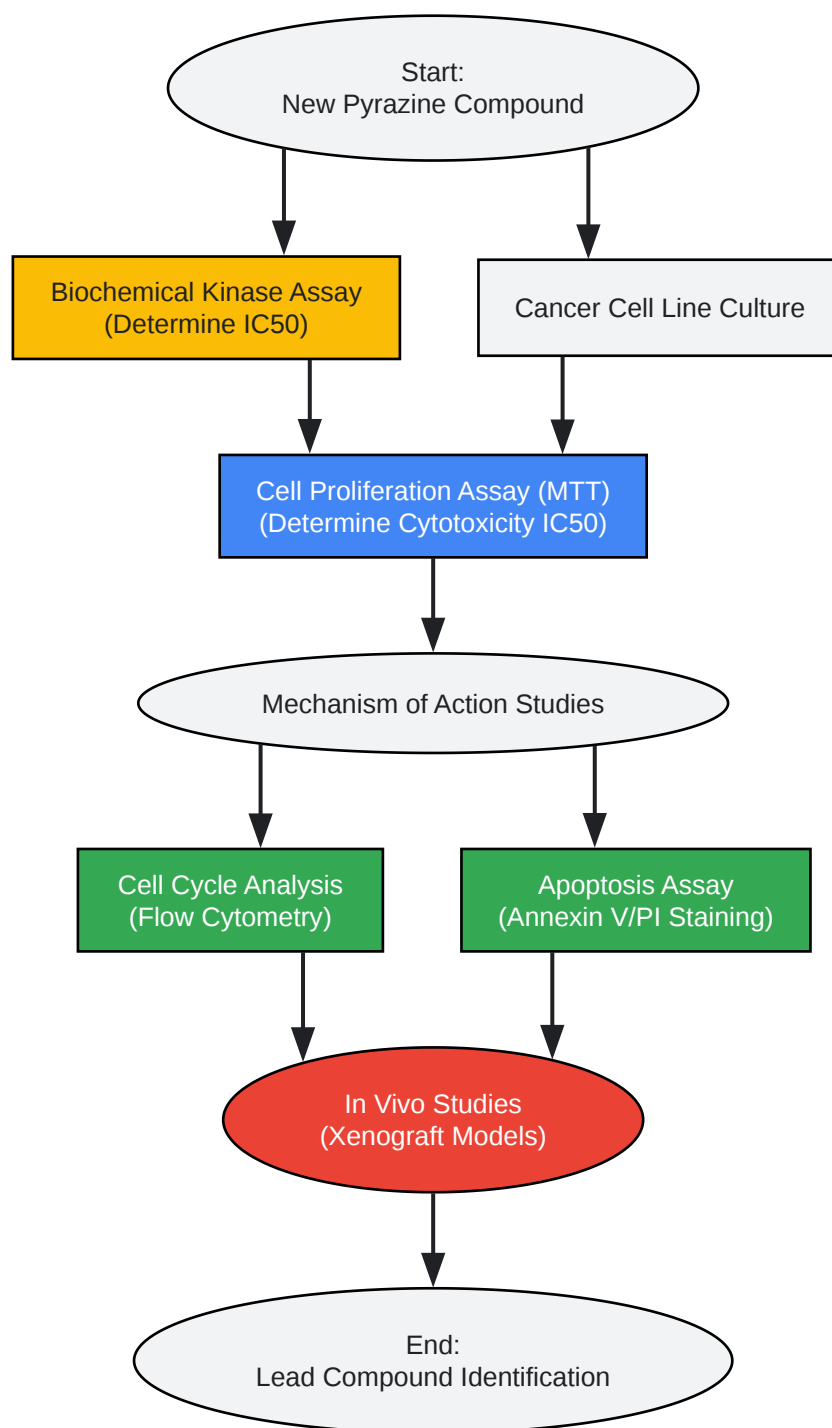 Start:
New Pyrazine Compound
Biochemical Kinase Assay
(Determine IC50)
Cancer Cell Line Culture
Cell Proliferation Assay (MTT)
(Determine Cytotoxicity IC50)
Mechanism of Action Studies
Cell Cycle Analysis
(Flow Cytometry)
Apoptosis Assay
(Annexin V/PI Staining)
In Vivo Studies
(Xenograft Models)
End:
Lead Compound Identification